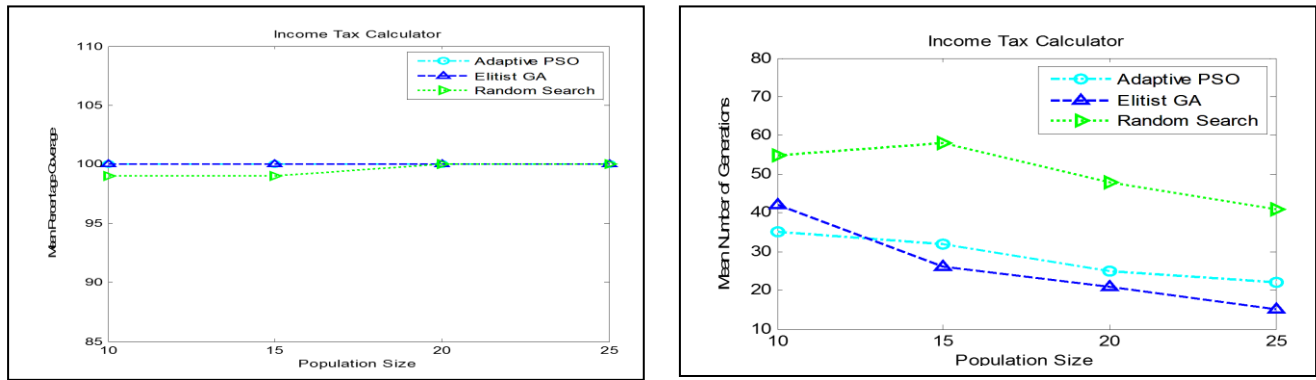 Income Tax Calculator
110
105
100
95
90
85
Mean Percentage Coverage
Adaptive PSO
Elitist GA
Random Search
10 15 20 25
Population Size
Income Tax Calculator
80
70
60
50
40
30
20
10
Mean Number of Generations
Adaptive PSO
Elitist GA
Random Search
10 15 20 25
Population Size